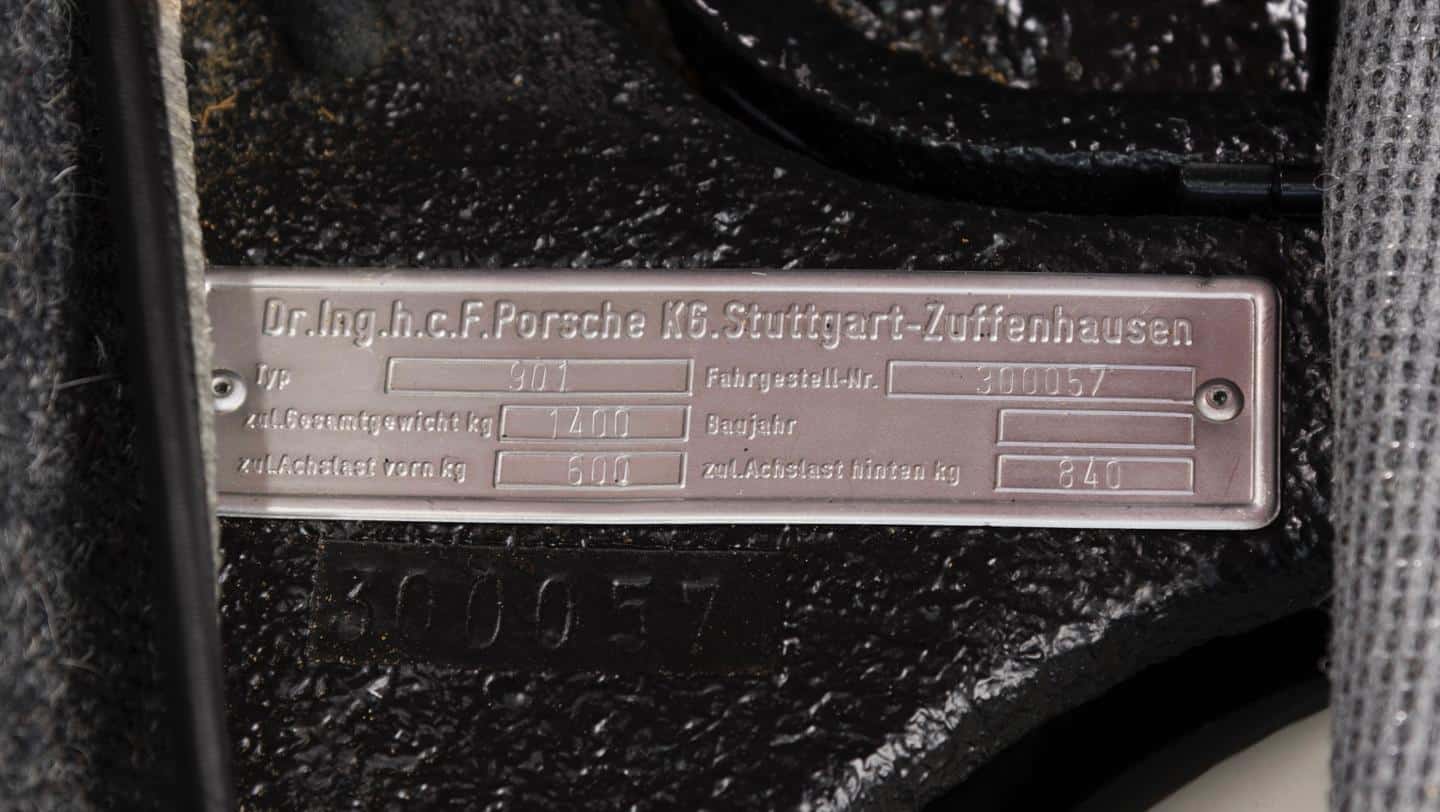 Dr.Ing.h.c.F.Porsche KG.Stuttgart-Zuffenhausen
Typ 901 Fahrgestell-Nr. 300057
zul.Gesamtgewicht kg 1400 Baujahr
zul.Achslast vorn kg 600 zul.Achslast hinten kg 840
300057